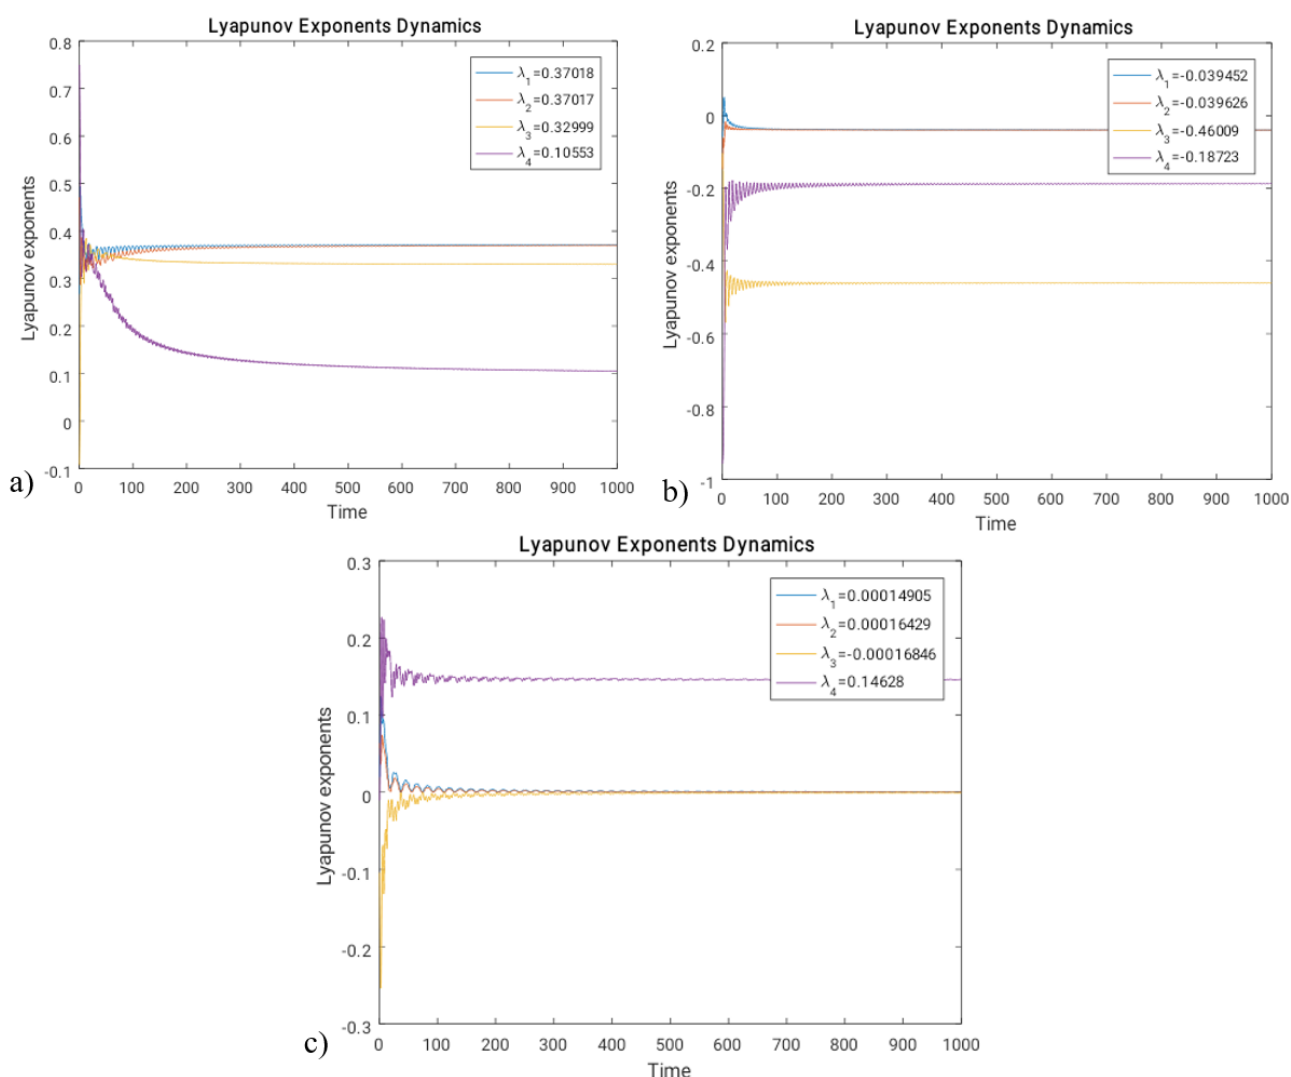 Lyapunov Exponents Dynamics
0.8
0.7
0.6
0.5
0.4
0.3
0.2
0.1
0
-0.1
Lyapunov exponents
λ1=0.37018
λ2=0.37017
λ3=0.32999
λ4=0.10553
0 100 200 300 400 500 600 700 800 900 1000
Time
a)
Lyapunov Exponents Dynamics
0.2
0
-0.2
-0.4
-0.6
-0.8
-1
Lyapunov exponents
λ1=-0.039452
λ2=-0.039626
λ3=-0.46009
λ4=-0.18723
0 100 200 300 400 500 600 700 800 900 1000
Time
b)
Lyapunov Exponents Dynamics
0.3
0.2
0.1
0
-0.1
-0.2
-0.3
Lyapunov exponents
λ1=0.00014905
λ2=0.00016429
λ3=-0.00016846
λ4=0.14628
0 100 200 300 400 500 600 700 800 900 1000
Time
c)